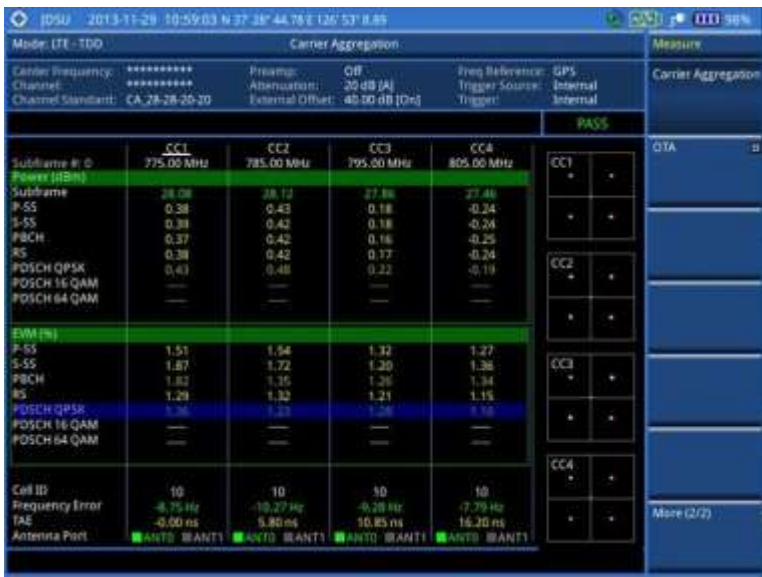 JDSU 2013-11-29 10:59:03 N 37° 28' 44.78 E 126° 53' 8.89 98%
Mode: LTE - TDD Carrier Aggregation Measure
Center Frequency: ********** Preamp: Off Freq Reference: GPS Carrier Aggregation
Channel: ********** Attenuation: 20 dB [A] Trigger Source: Internal
Channel Standard: CA_28-28-20-20 External Offset: 40.00 dB [On] Trigger: Internal
PASS
CC1 CC2 CC3 CC4 OTA
Subframe #: 0 775.00 MHz 785.00 MHz 795.00 MHz 805.00 MHz CC1
Power (dBm)
Subframe 28.08 28.12 27.86 27.46
P-SS 0.38 0.43 0.18 -0.24
S-SS 0.38 0.42 0.18 -0.24
PBCH 0.37 0.42 0.16 -0.25
RS 0.38 0.42 0.17 -0.24
PDSCH QPSK 0.43 0.48 0.22 -0.19 CC2
PDSCH 16 QAM ---- ---- ---- ----
PDSCH 64 QAM ---- ---- ---- ----
EVM (%)
P-SS 1.51 1.54 1.32 1.27
S-SS 1.87 1.72 1.20 1.36 CC3
PBCH 1.82 1.35 1.26 1.34
RS 1.29 1.32 1.21 1.15
PDSCH QPSK
PDSCH 16 QAM ---- ---- ---- ----
PDSCH 64 QAM ---- ---- ---- ----
CC4
Cell ID 10 10 10 10
Frequency Error -8.75 Hz -10.27 Hz -9.28 Hz -7.79 Hz
TAE -0.00 ns 5.80 ns 10.85 ns 16.20 ns More (2/2)
Antenna Port ANT0 ANT1 ANT0 ANT1 ANT0 ANT1 ANT0 ANT1